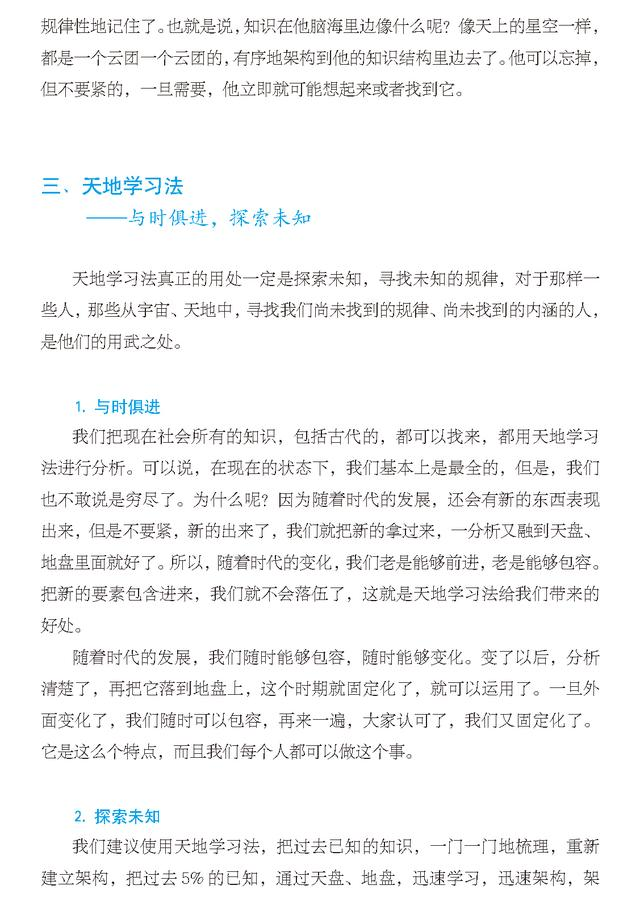 规律性地记住了。也就是说，知识在他脑海里边像什么呢？像天上的星空一样，
都是一个云团一个云团的，有序地架构到他的知识结构里边去了。他可以忘掉，
但不要紧的，一旦需要，他立即就可能想起来或者找到它。
三、天地学习法
——与时俱进，探索未知
天地学习法真正的用处一定是探索未知，寻找未知的规律，对于那样一
些人，那些从宇宙、天地中，寻找我们尚未找到的规律、尚未找到的内涵的人，
是他们的用武之处。
1. 与时俱进
我们把现在社会所有的知识，包括古代的，都可以找来，都用天地学习
法进行分析。可以说，在现在的状态下，我们基本上是最全的，但是，我们
也不敢说是穷尽了。为什么呢？因为随着时代的发展，还会有新的东西表现
出来，但是不要紧，新的出来了，我们就把新的拿过来，一分析又融到天盘、
地盘里面就好了。所以，随着时代的变化，我们老是能够前进，老是能够包容。
把新的要素包含进来，我们就不会落伍了，这就是天地学习法给我们带来的
好处。
随着时代的发展，我们随时能够包容，随时能够变化。变了以后，分析
清楚了，再把它落到地盘上，这个时期就固定化了，就可以运用了。一旦外
面变化了，我们随时可以包容，再来一遍，大家认可了，我们又固定化了。
它是这么个特点，而且我们每个人都可以做这个事。
2. 探索未知
我们建议使用天地学习法，把过去已知的知识，一门一门地梳理，重新
建立架构，把过去 5% 的已知，通过天盘、地盘，迅速学习，迅速架构，架